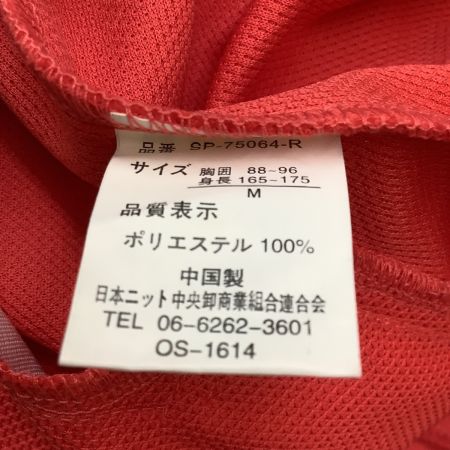 品番 SP-75064-R
サイズ 胸囲 88~96
身長 165~175
M
品質表示
ポリエステル 100%
中国製
日本ニット中央卸商業組合連合会
TEL 06-6262-3601
OS-1614